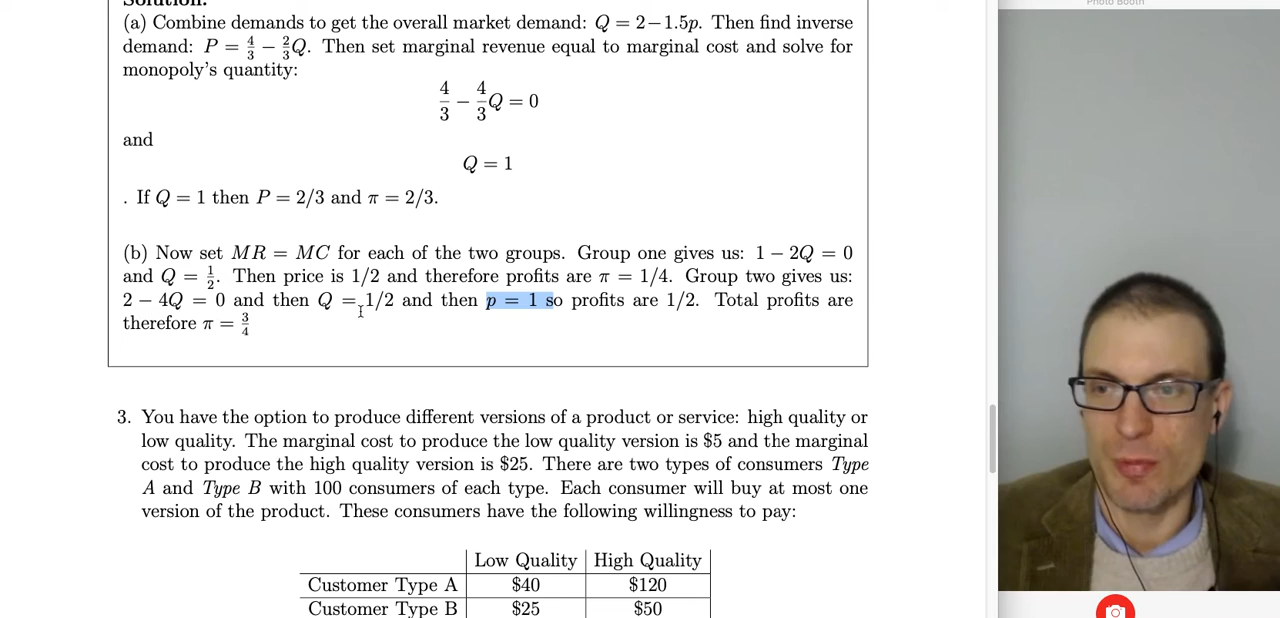 Solution:
(a) Combine demands to get the overall market demand: Q = 2−1.5p. Then find inverse
demand: P = 4/3 − 2/3Q. Then set marginal revenue equal to marginal cost and solve for
monopoly's quantity:
4/3 − 4/3Q = 0
and
Q = 1
. If Q = 1 then P = 2/3 and π = 2/3.
(b) Now set MR = MC for each of the two groups. Group one gives us: 1 − 2Q = 0
and Q = 1/2. Then price is 1/2 and therefore profits are π = 1/4. Group two gives us:
2 − 4Q = 0 and then Q = 1/2 and then p = 1 so profits are 1/2. Total profits are
therefore π = 3/4
3. You have the option to produce different versions of a product or service: high quality or
low quality. The marginal cost to produce the low quality version is $5 and the marginal
cost to produce the high quality version is $25. There are two types of consumers Type
A and Type B with 100 consumers of each type. Each consumer will buy at most one
version of the product. These consumers have the following willingness to pay:
Low Quality High Quality
Customer Type A $40 $120
Customer Type B $25 $50
Photo Booth